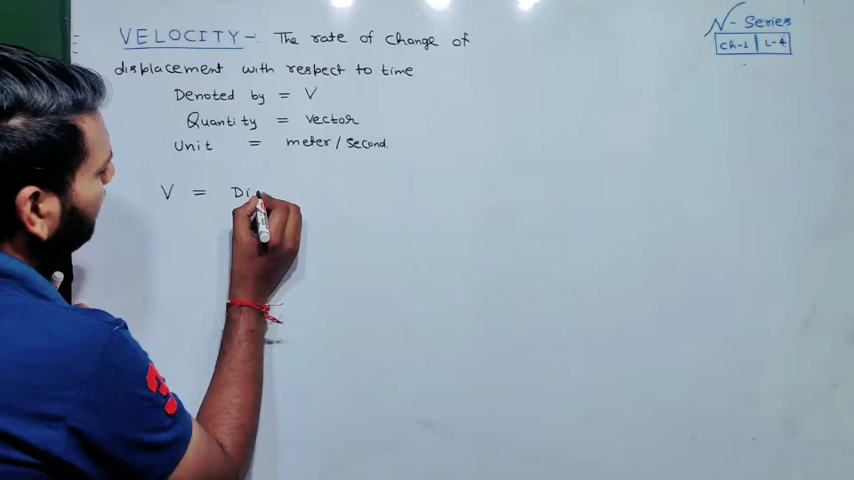 VELOCITY - The rate of change of
displacement with respect to time
Denoted by = V
Quantity = vector
Unit = meter/second.
V = Dis
N - Series
Ch-1 | L-4